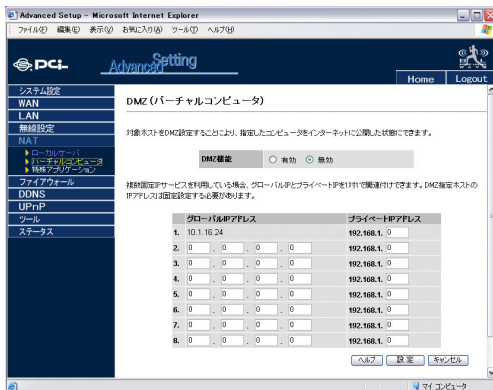 Advanced Setup - Microsoft Internet Explorer
ファイル(F) 編集(E) 表示(V) お気に入り(A) ツール(T) ヘルプ(H)
PCi
Advanced Setting
Home Logout
システム設定
WAN
LAN
無線設定
NAT
ローカルサーバ
バーチャルコンピュータ
特殊アプリケーション
ファイアウォール
DDNS
UPnP
ツール
ステータス
DMZ(バーチャルコンピュータ)
対象ホストをDMZ設定することにより、指定したコンピュータをインターネットに公開した状態にできます。
DMZ機能 有効 無効
複数固定IPサービスを利用している場合、グローバルIPとプライベートIPを1対1で関連付けできます。DMZ指定ホストの
IPアドレスは固定設定する必要があります。
グローバルIPアドレス プライベートIPアドレス
1. 10.1.16.24 192.168.1. 0
2. 0 . 0 . 0 . 0 192.168.1. 0
3. 0 . 0 . 0 . 0 192.168.1. 0
4. 0 . 0 . 0 . 0 192.168.1. 0
5. 0 . 0 . 0 . 0 192.168.1. 0
6. 0 . 0 . 0 . 0 192.168.1. 0
7. 0 . 0 . 0 . 0 192.168.1. 0
8. 0 . 0 . 0 . 0 192.168.1. 0
ヘルプ 設定 キャンセル
マイ コンピュータ